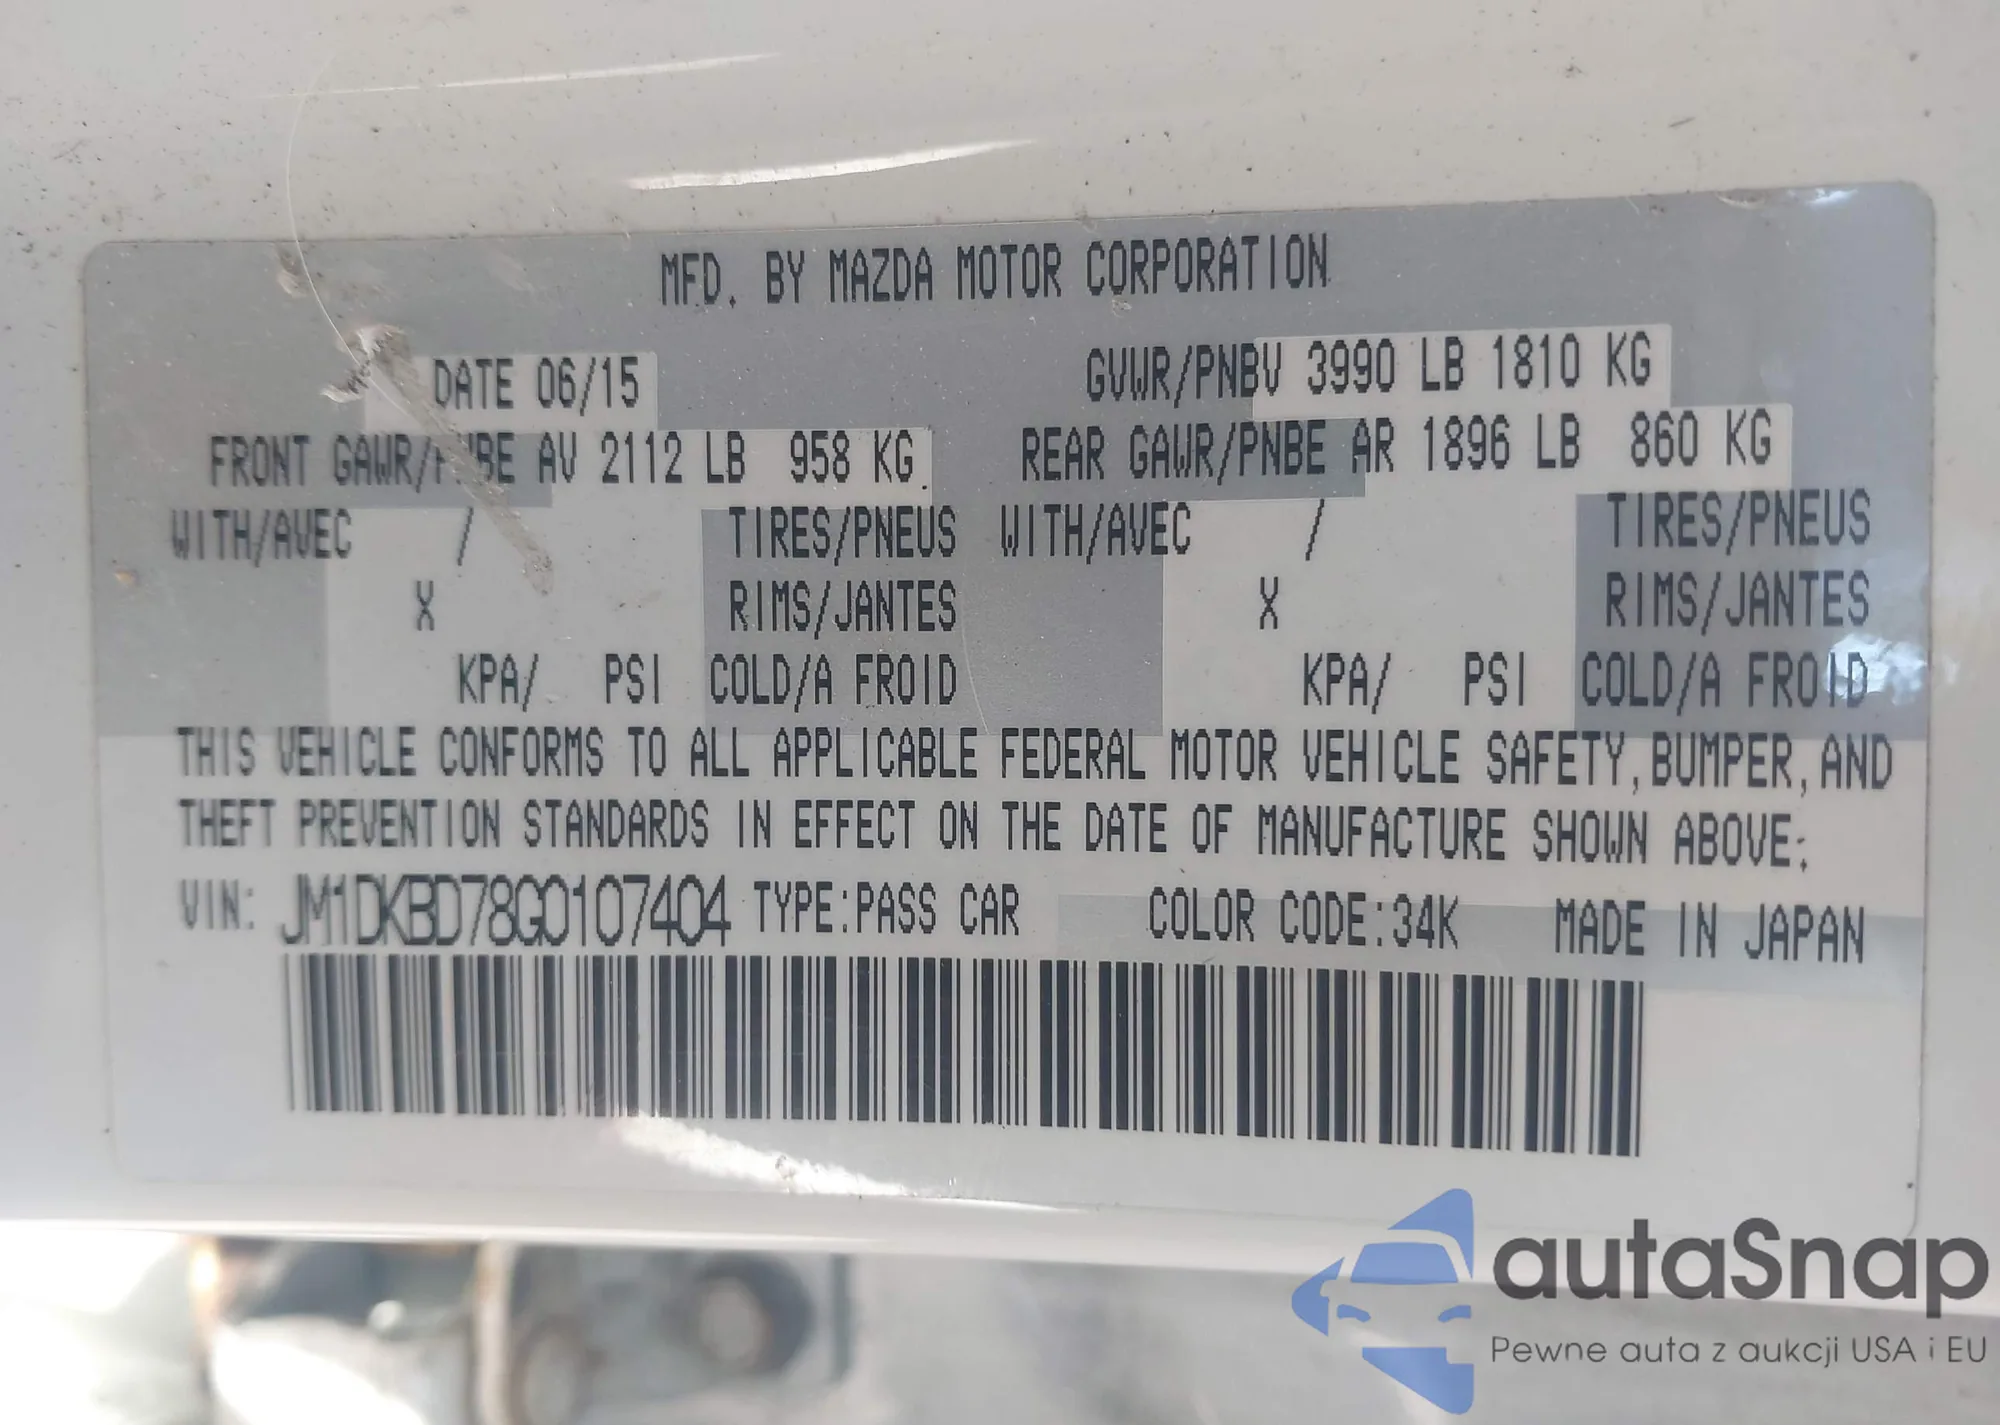 MFD. BY MAZDA MOTOR CORPORATION
DATE 06/15 GVWR/PNBV 3990 LB 1810 KG
FRONT GAWR/PNBE AV 2112 LB 958 KG REAR GAWR/PNBE AR 1896 LB 860 KG
WITH/AVEC / TIRES/PNEUS WITH/AVEC / TIRES/PNEUS
X RIMS/JANTES X RIMS/JANTES
KPA/ PSI COLD/A FROID KPA/ PSI COLD/A FROID
THIS VEHICLE CONFORMS TO ALL APPLICABLE FEDERAL MOTOR VEHICLE SAFETY, BUMPER, AND
THEFT PREVENTION STANDARDS IN EFFECT ON THE DATE OF MANUFACTURE SHOWN ABOVE:
VIN: JM1DKBD78G0107404 TYPE:PASS CAR COLOR CODE:34K MADE IN JAPAN
autaSnap
Pewne auta z aukcji USA i EU